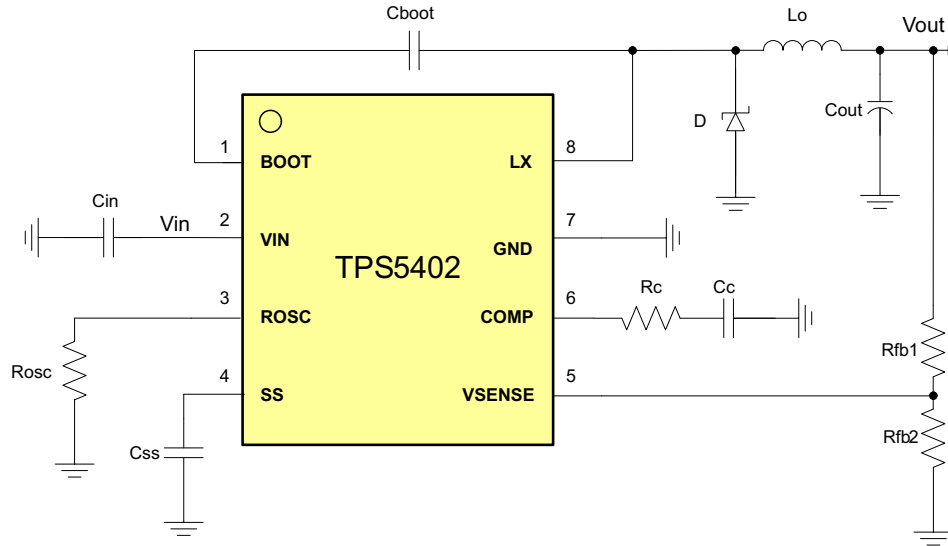 Cboot
Lo
Vout
D
Cout
1
BOOT
LX
8
Cin
Vin
2
VIN
7
GND
TPS5402
3
ROSC
6
COMP
Rc
Cc
Rosc
4
SS
5
VSENSE
Rfb1
Css
Rfb2